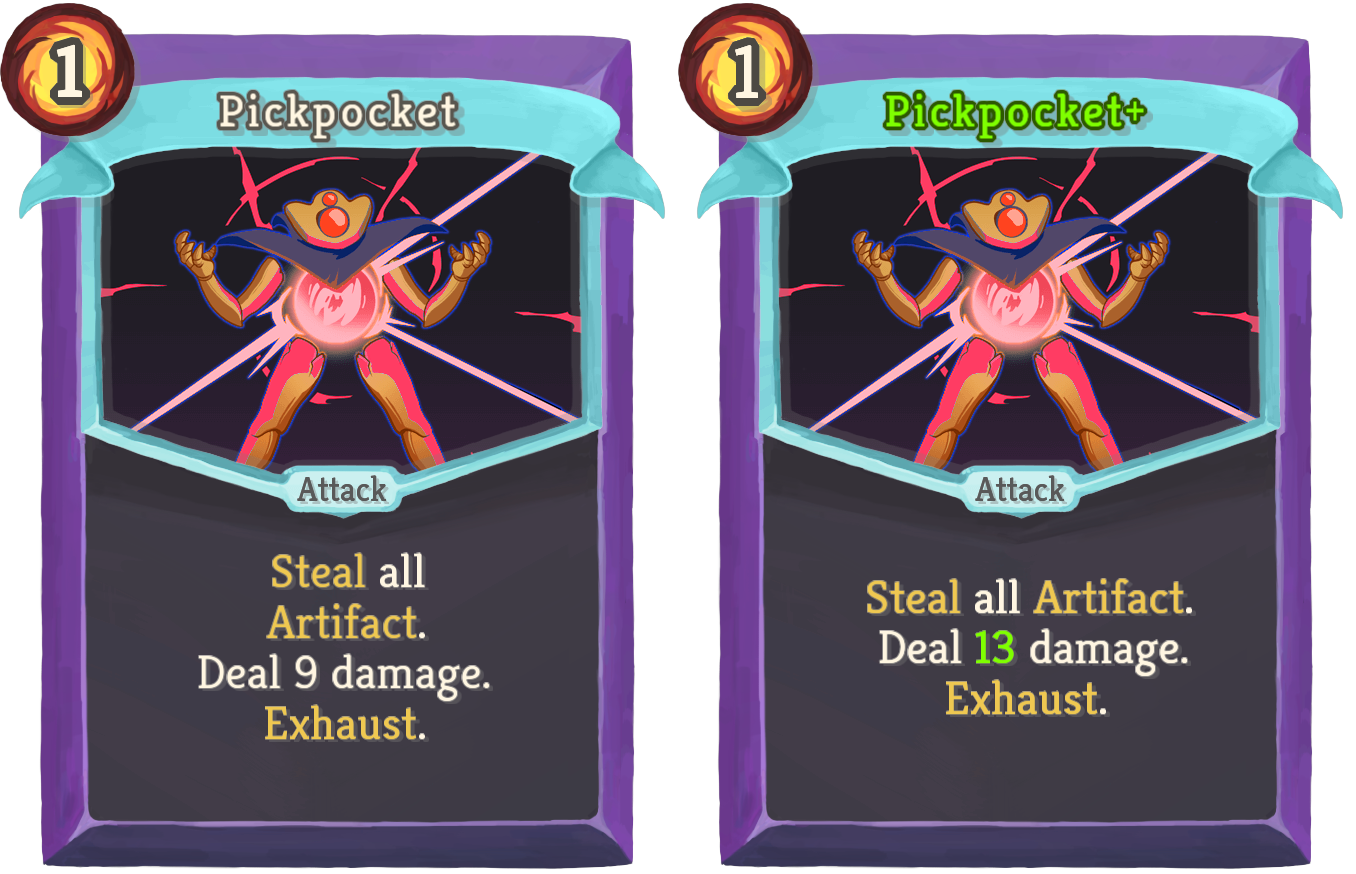 1
Pickpocket
Attack
Steal all
Artifact.
Deal 9 damage.
Exhaust.
1
Pickpocket+
Attack
Steal all Artifact.
Deal 13 damage.
Exhaust.